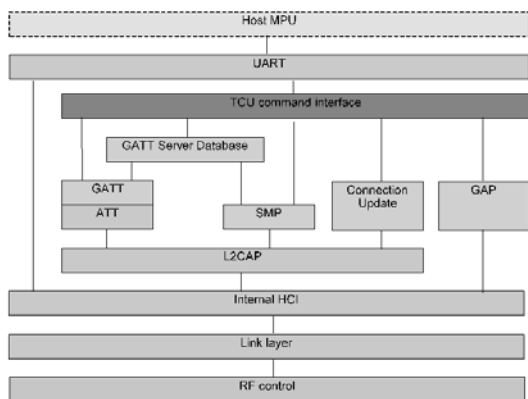 Host MPU
UART
TCU command interface
GATT Server Database
GATT
ATT
SMP
Connection
Update
GAP
L2CAP
Internal HCI
Link layer
RF control